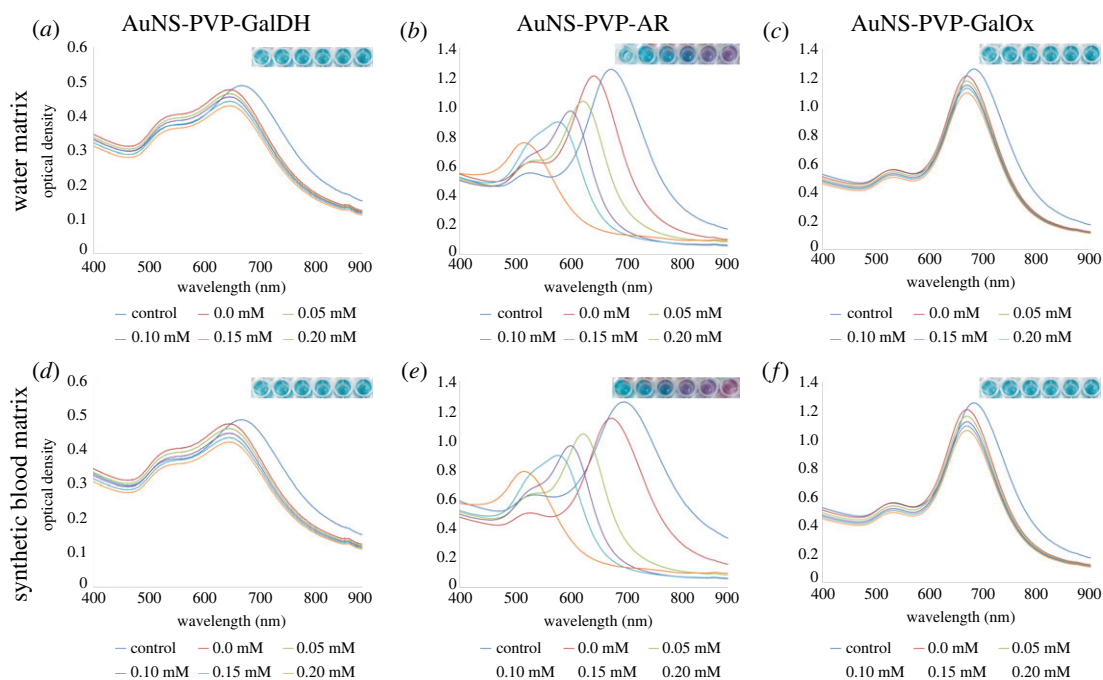 AuNS-PVP-GalDH AuNS-PVP-AR AuNS-PVP-GalOx
water matrix
(a)
0.6
0.5
0.4
0.3
0.2
0.1
0
optical density
400 500 600 700 800 900
wavelength (nm)
control 0.0 mM 0.05 mM
0.10 mM 0.15 mM 0.20 mM
(b)
1.4
1.2
1.0
0.8
0.6
0.4
0.2
0
400 500 600 700 800 900
wavelength (nm)
control 0.0 mM 0.05 mM
0.10 mM 0.15 mM 0.20 mM
(c)
1.4
1.2
1.0
0.8
0.6
0.4
0.2
0
400 500 600 700 800 900
wavelength (nm)
control 0.0 mM 0.05 mM
0.10 mM 0.15 mM 0.20 mM
synthetic blood matrix
(d)
0.6
0.5
0.4
0.3
0.2
0.1
0
optical density
400 500 600 700 800 900
wavelength (nm)
control 0.0 mM 0.05 mM
0.10 mM 0.15 mM 0.20 mM
(e)
1.4
1.2
1.0
0.8
0.6
0.4
0.2
0
400 500 600 700 800 900
wavelength (nm)
control 0.0 mM 0.05 mM
0.10 mM 0.15 mM 0.20 mM
(f)
1.4
1.2
1.0
0.8
0.6
0.4
0.2
0
400 500 600 700 800 900
wavelength (nm)
control 0.0 mM 0.05 mM
0.10 mM 0.15 mM 0.20 mM